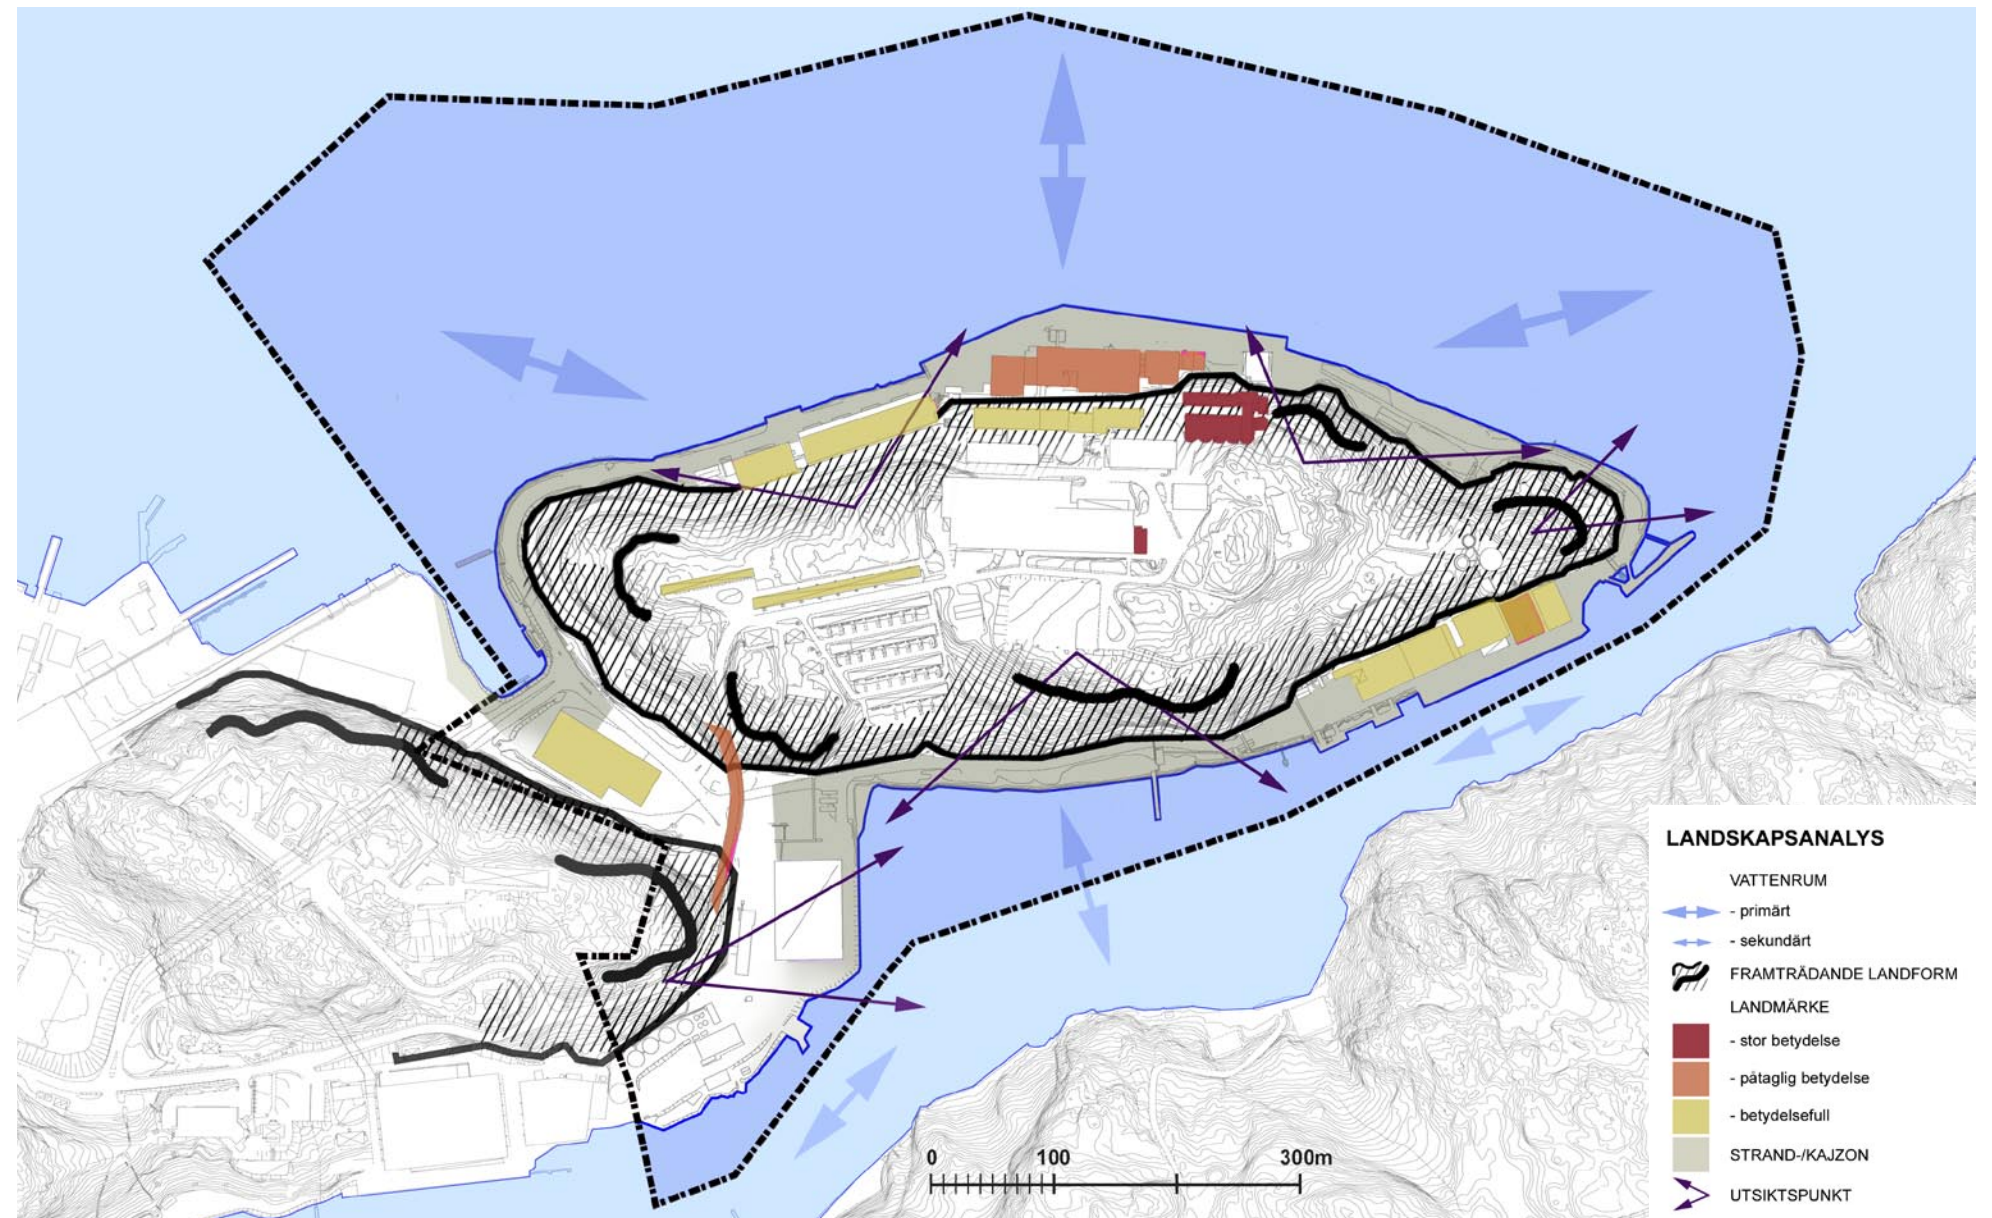 LANDSKAPSANALYS
VATTENRUM
- primärt
- sekundärt
FRAMTRÄDANDE LANDFORM
LANDMÄRKE
- stor betydelse
- påtaglig betydelse
- betydelsefull
STRAND-/KAJZON
UTSIKTSPUNKT
0 100 300m